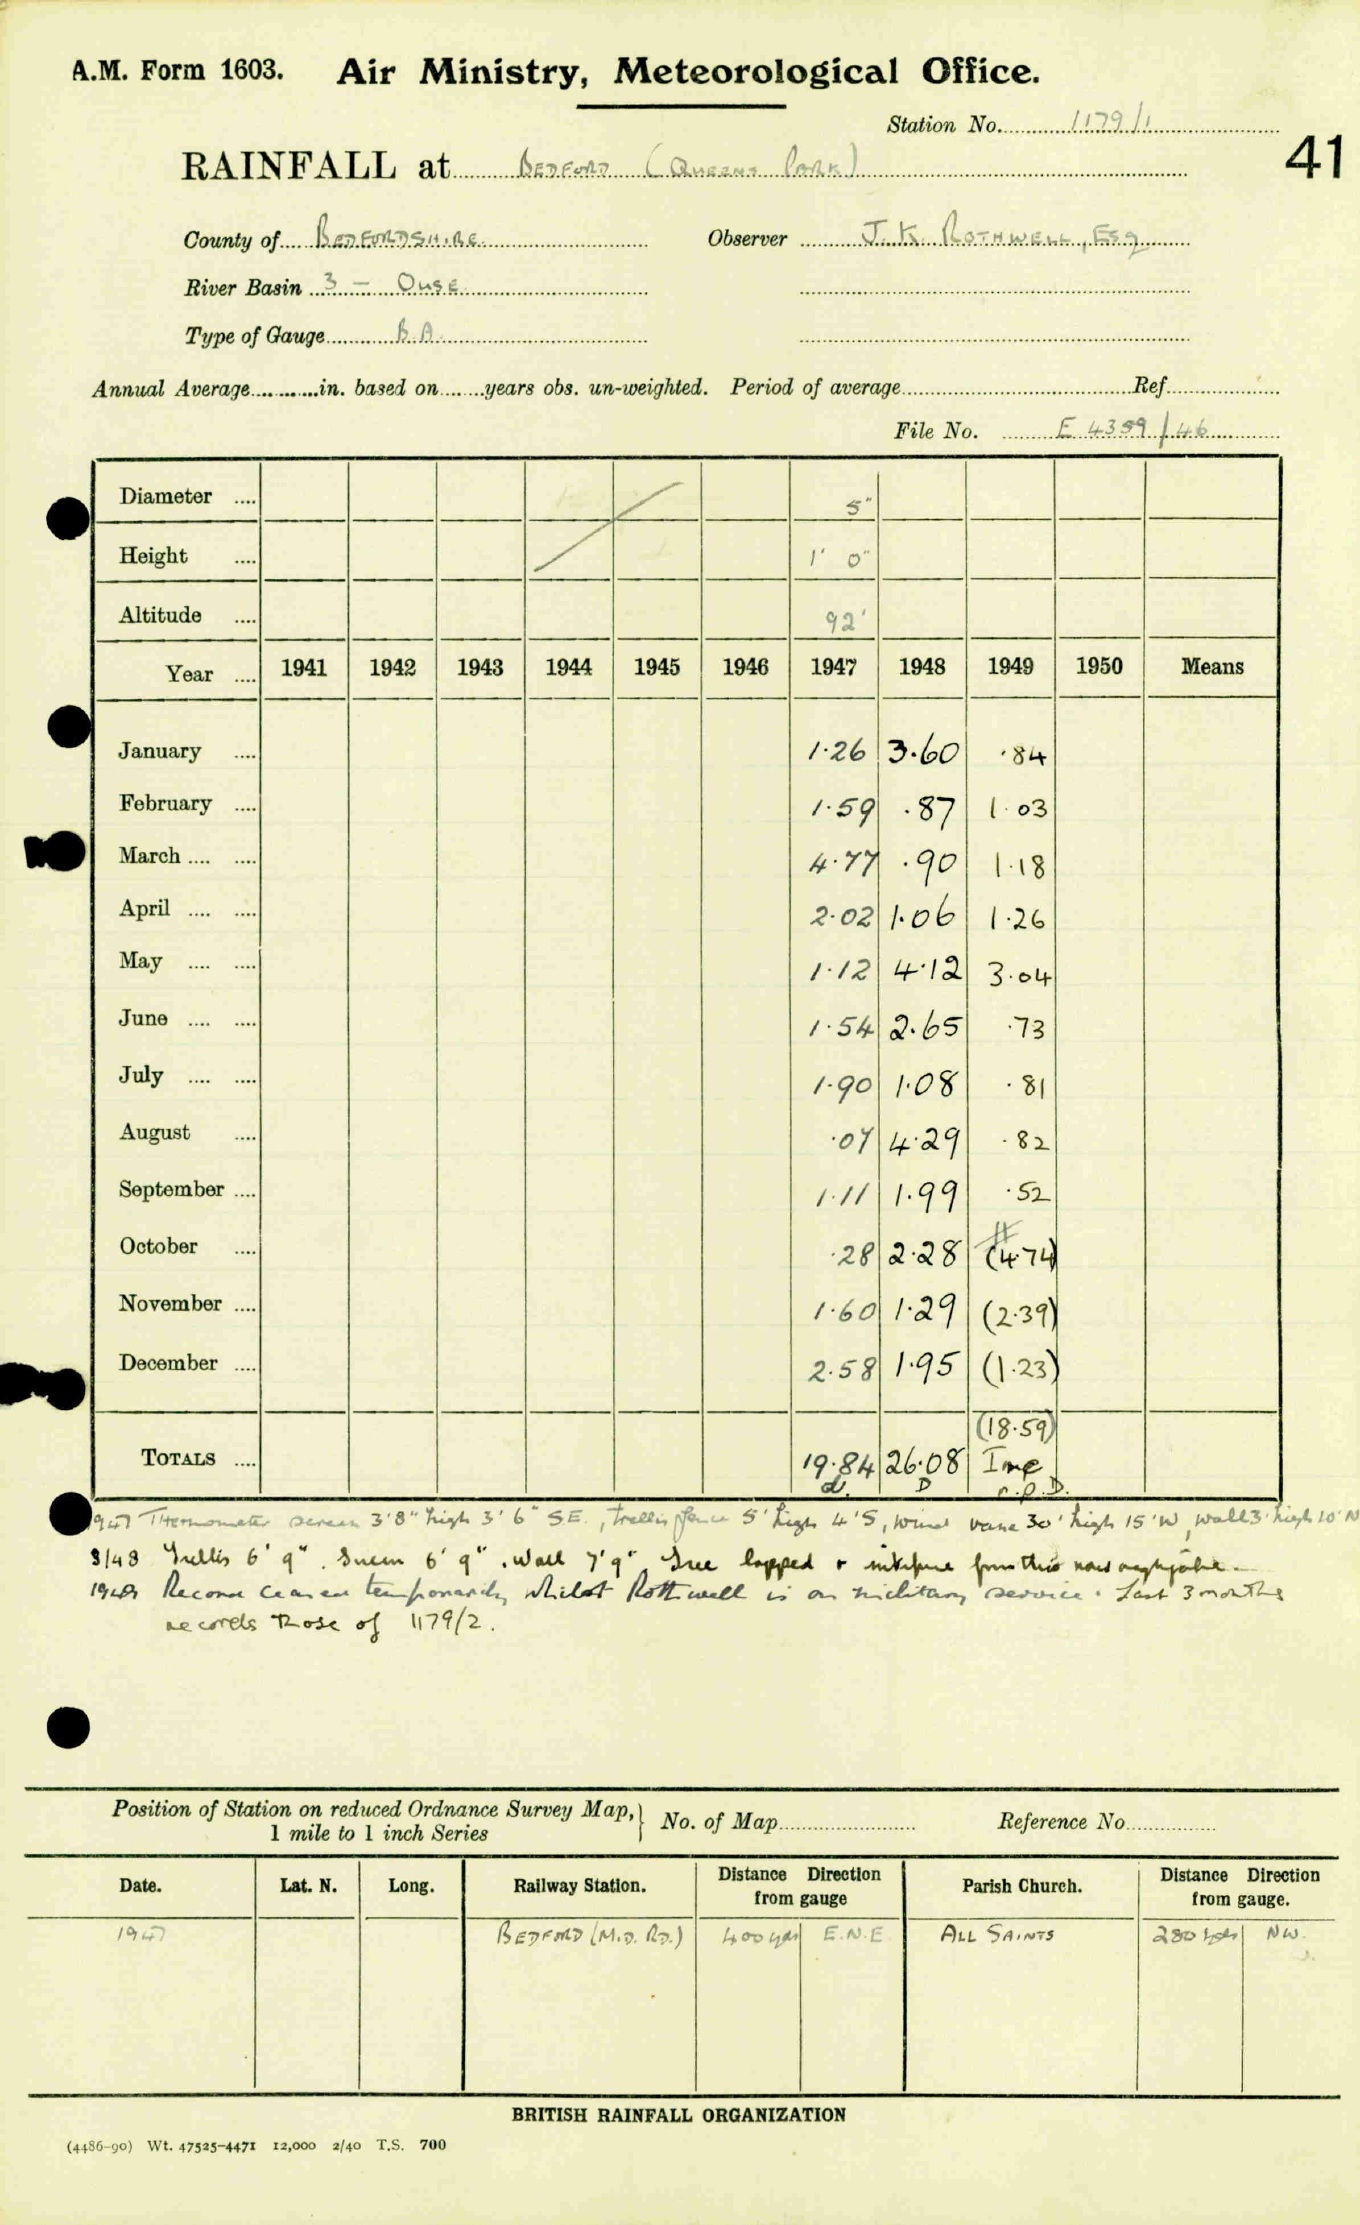 A.M. Form 1603. Air Ministry, Meteorological Office.
Station No. 1179/1
41
RAINFALL at BEDFORD (QUEENS PARK)
County of BEDFORDSHIRE Observer J. K. ROTHWELL, ESQ
River Basin 3 — OUSE
Type of Gauge B.A.
Annual Average in. based on years obs. un-weighted. Period of average Ref
File No. E 4359/46
Diameter 5"
Height 1' 0"
Altitude 92'
Year 1941 1942 1943 1944 1945 1946 1947 1948 1949 1950 Means
January 1.26 3.60 .84
February 1.59 .87 1.03
March 4.77 .90 1.18
April 2.02 1.06 1.26
May 1.12 4.12 3.04
June 1.54 2.65 .73
July 1.90 1.08 .81
August .07 4.29 .82
September 1.11 1.99 .52
October .28 2.28 (4.74)
November 1.60 1.29 (2.39)
December 2.58 1.95 (1.23)
(18.59)
TOTALS 19.84 26.08 Inc
d. D r.p.D.
1947 Thermometer screen 3'8" high 3'6" SE., trellis fence 5' high 4'S, wind vane 30' high 15'W, wall 3' high 10'N
3/48 Trellis 6'9". Screen 6'9". Wall 7'9" Tree lopped & now negligible.
1949 Record ceased temporarily whilst Rothwell is on military service. Last 3 months
records those of 1179/2.
Position of Station on reduced Ordnance Survey Map, 1 mile to 1 inch Series } No. of Map Reference No.
Date. Lat. N. Long. Railway Station. Distance Direction from gauge Parish Church. Distance Direction from gauge.
1947 BEDFORD (M.D. RD.) 400 yds E.N.E ALL SAINTS 280 yds NW.
BRITISH RAINFALL ORGANIZATION
(4486-90) Wt. 47525-4471 12,000 2/40 T.S. 700